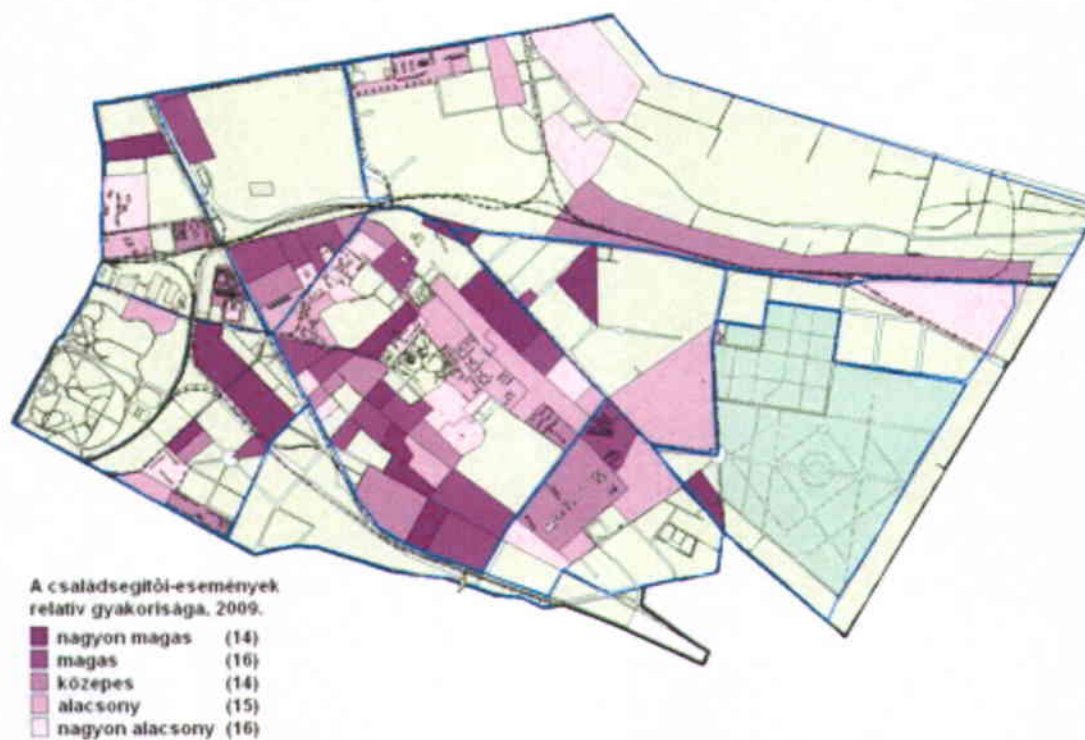 A családsegítői-események
relatív gyakorisága, 2009.
nagyon magas (14)
magas (16)
közepes (14)
alacsony (15)
nagyon alacsony (16)